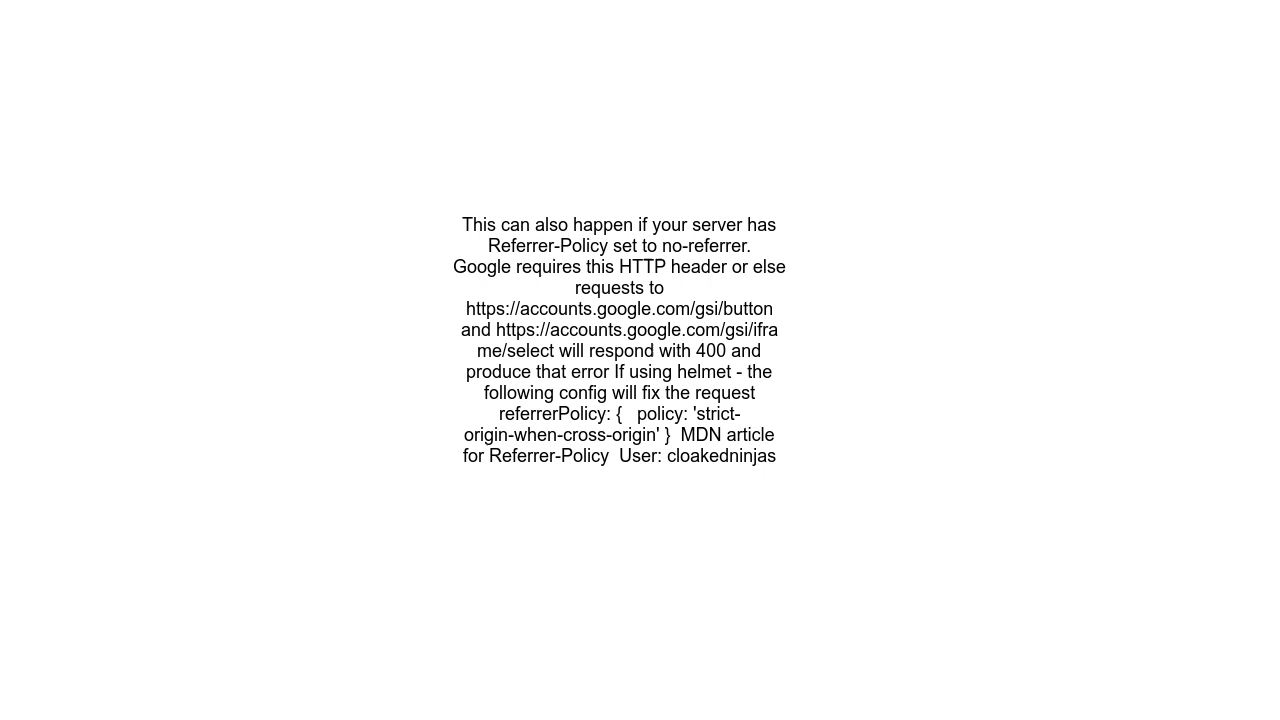 This can also happen if your server has
Referrer-Policy set to no-referrer.
Google requires this HTTP header or else
requests to
https://accounts.google.com/gsi/button
and https://accounts.google.com/gsi/ifra
me/select will respond with 400 and
produce that error If using helmet - the
following config will fix the request
referrerPolicy: {   policy: 'strict-
origin-when-cross-origin' }  MDN article
for Referrer-Policy  User: cloakedninjas